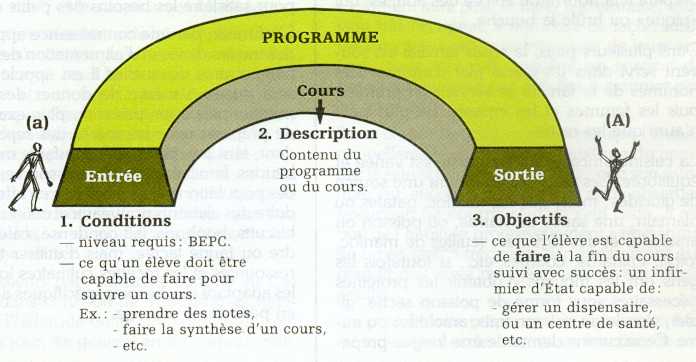 PROGRAMME
Cours
(a)
(A)
Entrée
Sortie
2. Description
Contenu du
programme
ou du cours.
1. Conditions
— niveau requis : BEPC.
— ce qu'un élève doit être
capable de faire pour
suivre un cours.
Ex. : - prendre des notes,
- faire la synthèse d'un cours,
- etc.
3. Objectifs
— ce que l'élève est capable
de faire à la fin du cours
suivi avec succès : un infir-
mier d'État capable de :
- gérer un dispensaire,
ou un centre de santé,
etc.